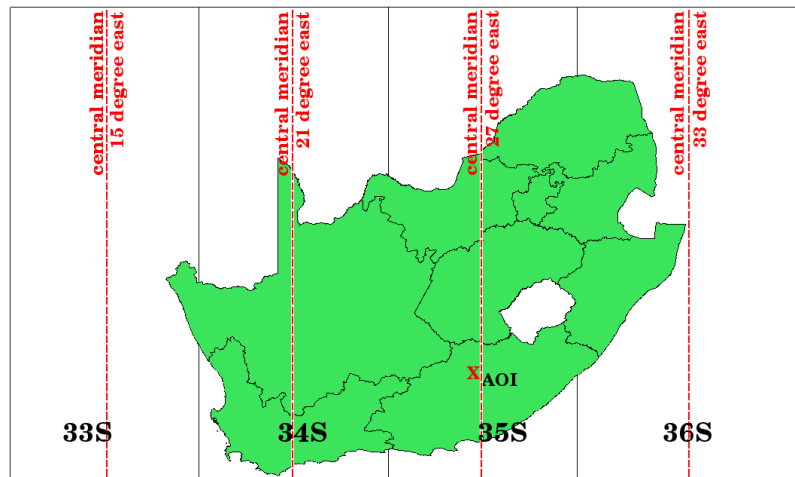 central meridian
15 degree east
central meridian
21 degree east
central meridian
27 degree east
central meridian
33 degree east
X
AOI
33S
34S
35S
36S